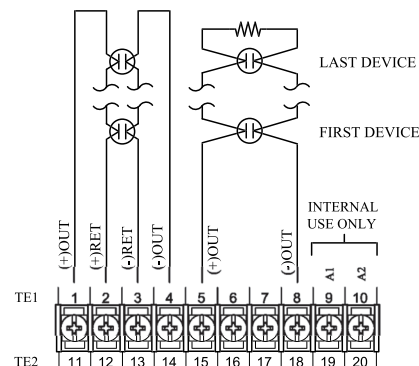 LAST DEVICE
FIRST DEVICE
INTERNAL
USE ONLY
(+)OUT
(+)RET
(-)RET
(-)OUT
(+)OUT
(-)OUT
A1
A2
TE1 1 2 3 4 5 6 7 8 9 10
TE2 11 12 13 14 15 16 17 18 19 20